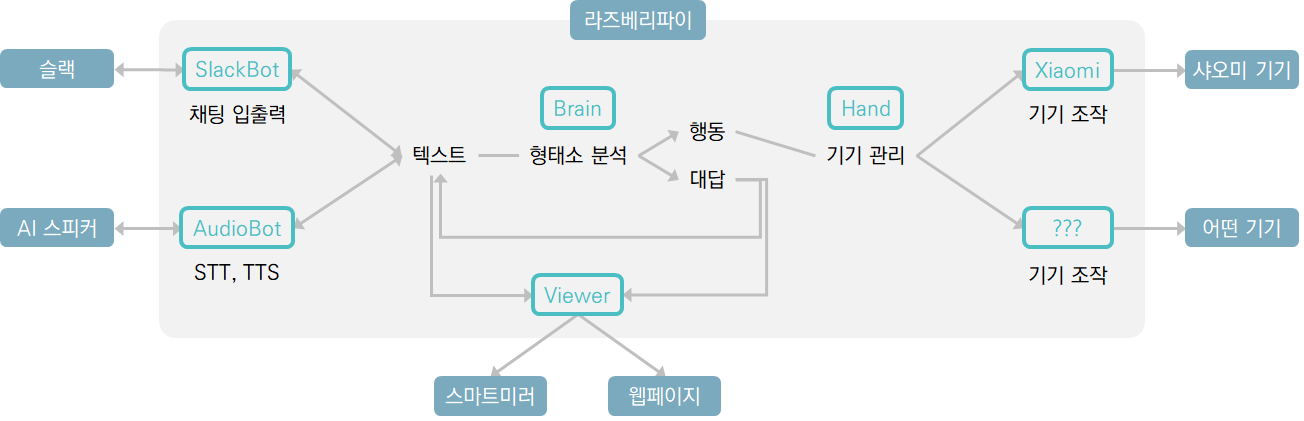 라즈베리파이
슬랙
SlackBot
채팅 입출력
AI 스피커
AudioBot
STT, TTS
텍스트
Brain
형태소 분석
행동
대답
Hand
기기 관리
Xiaomi
기기 조작
샤오미 기기
???
기기 조작
어떤 기기
Viewer
스마트미러
웹페이지